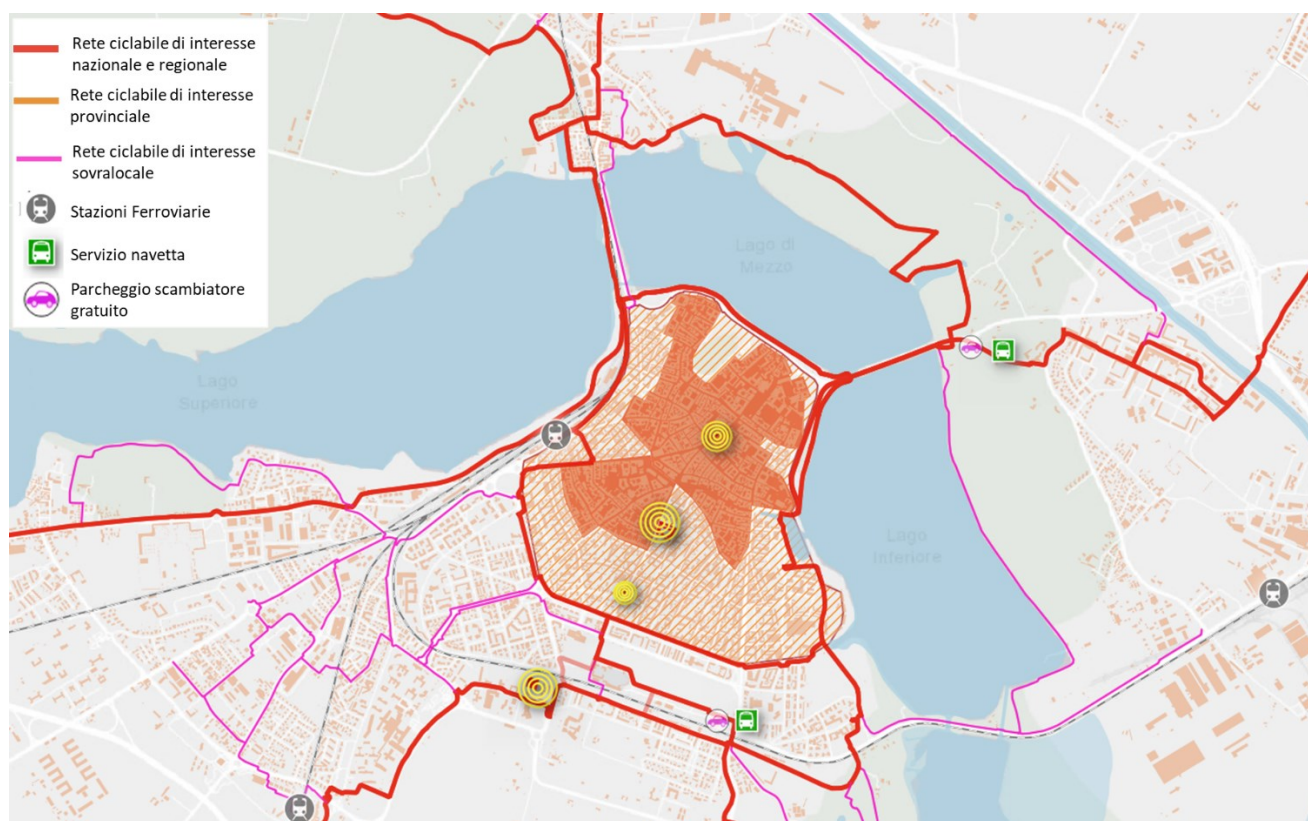 Rete ciclabile di interesse
nazionale e regionale
Rete ciclabile di interesse
provinciale
Rete ciclabile di interesse
sovralocale
Stazioni Ferroviarie
Servizio navetta
Parcheggio scambiatore
gratuito
Lago di
Mezzo
Lago
Superiore
Lago
Inferiore